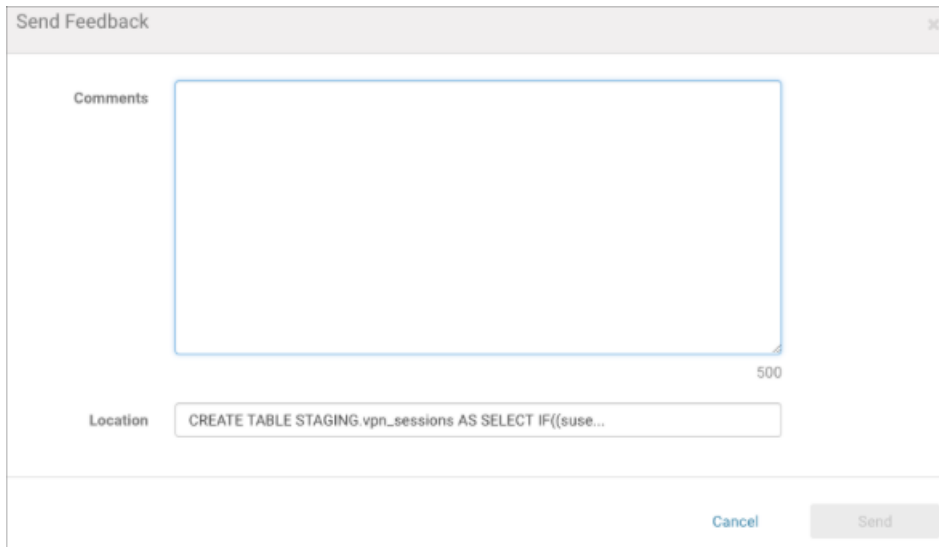 Send Feedback
Comments
500
Location CREATE TABLE STAGING.vpn_sessions AS SELECT IF((suse...
Cancel Send